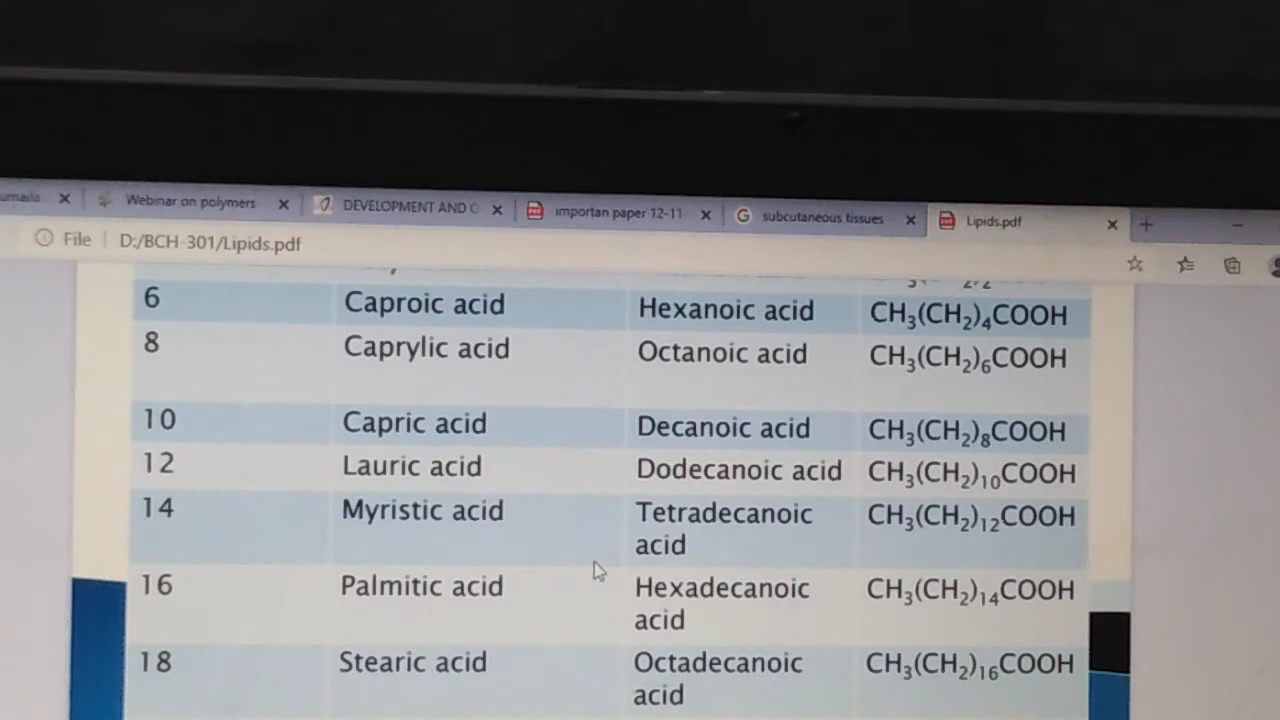 Webinar on polymers
DEVELOPMENT AND
importan paper 12-11
subcutaneous tissues
Lipids.pdf
File
D:/BCH-301/Lipids.pdf
6 Caproic acid Hexanoic acid CH₃(CH₂)₄COOH
8 Caprylic acid Octanoic acid CH₃(CH₂)₆COOH
10 Capric acid Decanoic acid CH₃(CH₂)₈COOH
12 Lauric acid Dodecanoic acid CH₃(CH₂)₁₀COOH
14 Myristic acid Tetradecanoic CH₃(CH₂)₁₂COOH
acid
16 Palmitic acid Hexadecanoic CH₃(CH₂)₁₄COOH
acid
18 Stearic acid Octadecanoic CH₃(CH₂)₁₆COOH
acid